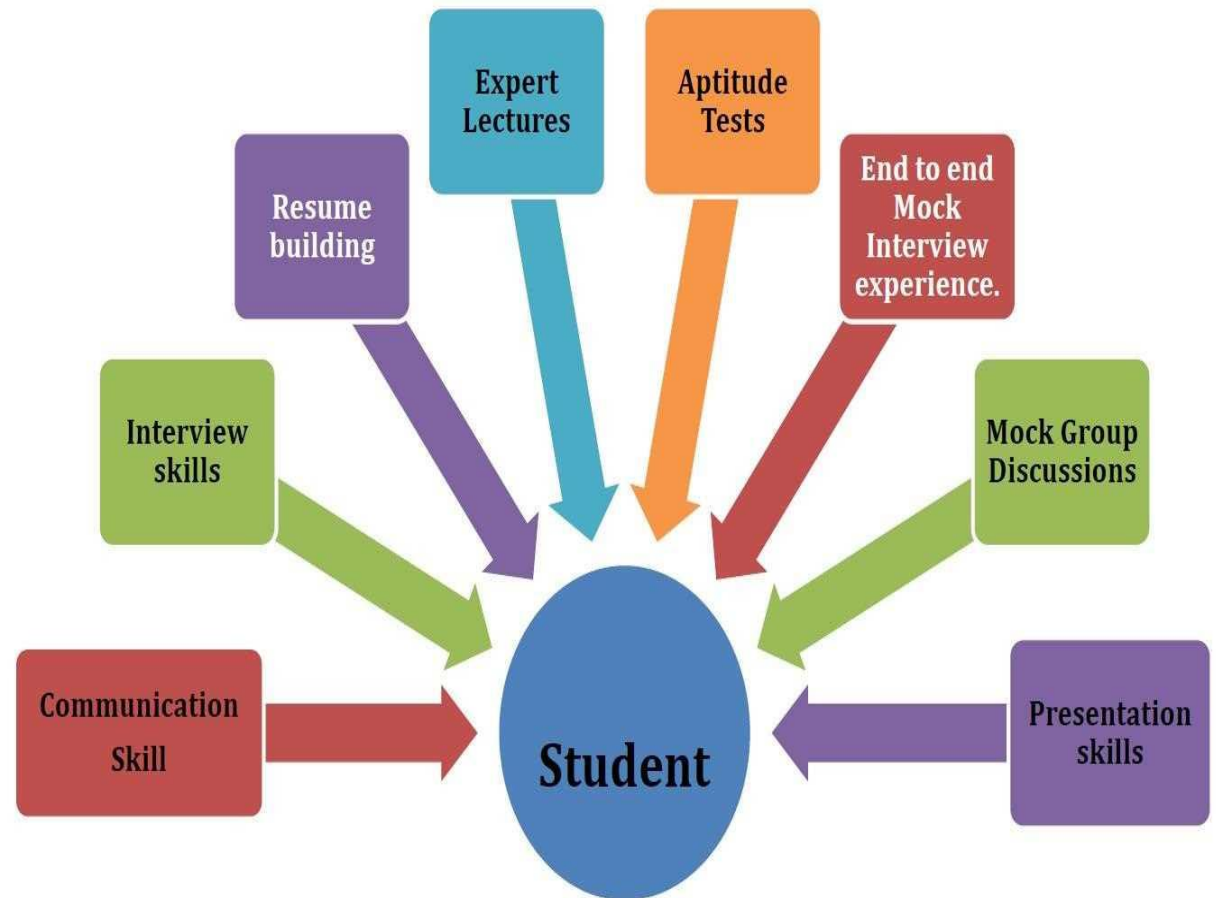 Expert
Lectures
Aptitude
Tests
Resume
building
End to end
Mock
Interview
experience.
Interview
skills
Mock Group
Discussions
Communication
Skill
Student
Presentation
skills